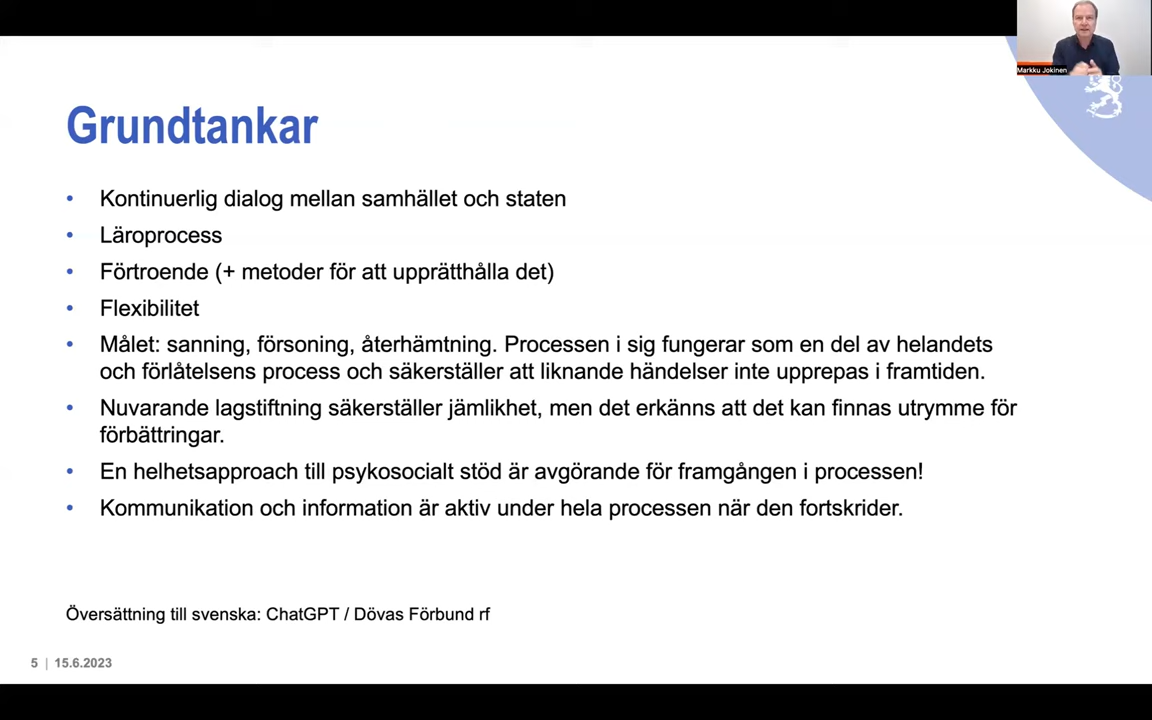 Markku Jokinen
Grundtankar
• Kontinuerlig dialog mellan samhället och staten
• Läroprocess
• Förtroende (+ metoder för att upprätthålla det)
• Flexibilitet
• Målet: sanning, försoning, återhämtning. Processen i sig fungerar som en del av helandets
och förlåtelsens process och säkerställer att liknande händelser inte upprepas i framtiden.
• Nuvarande lagstiftning säkerställer jämlikhet, men det erkänns att det kan finnas utrymme för
förbättringar.
• En helhetsapproach till psykosocialt stöd är avgörande för framgången i processen!
• Kommunikation och information är aktiv under hela processen när den fortskrider.
Översättning till svenska: ChatGPT / Dövas Förbund rf
5 | 15.6.2023